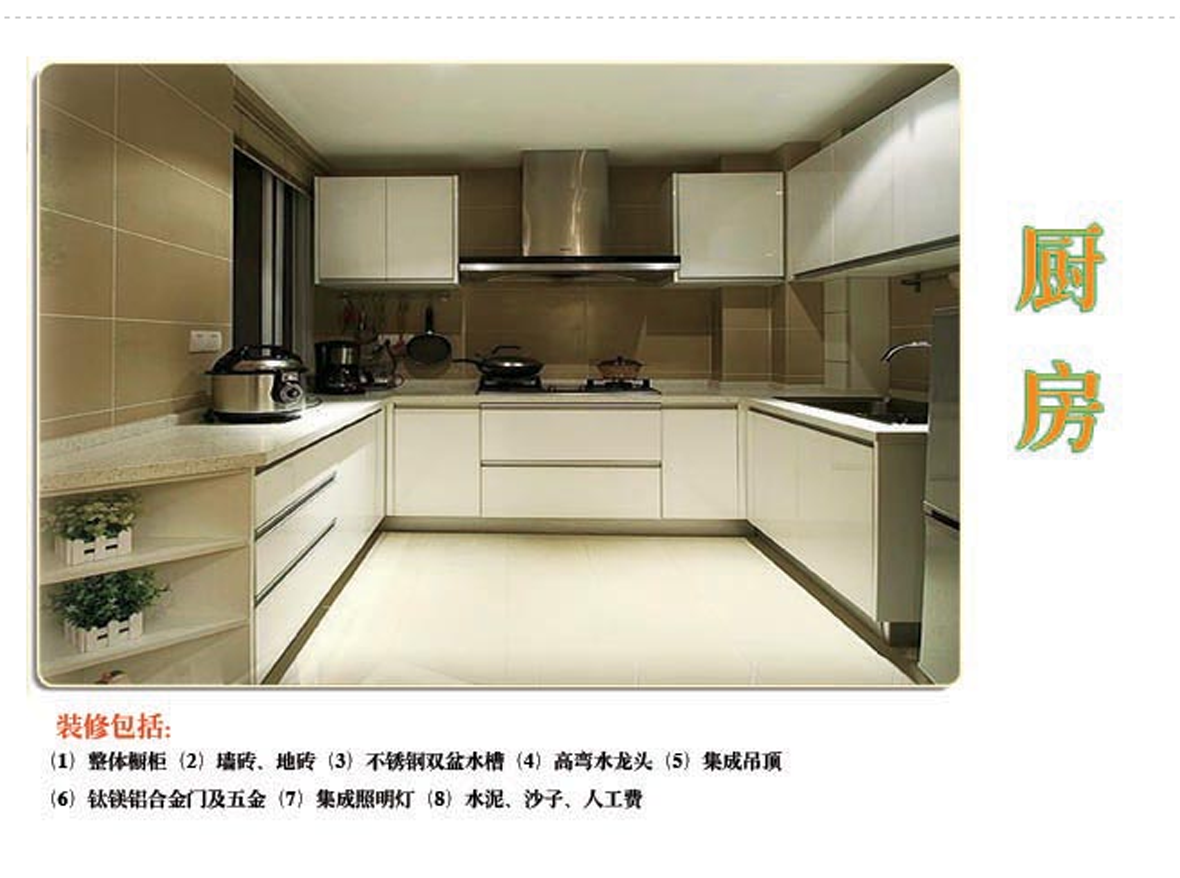 厨
房
装修包括:
(1) 整体橱柜 (2) 墙砖、地砖 (3) 不锈钢双盆水槽 (4) 高弯水龙头 (5) 集成吊顶
(6) 钛镁铝合金门及五金 (7) 集成照明灯 (8) 水泥、沙子、人工费